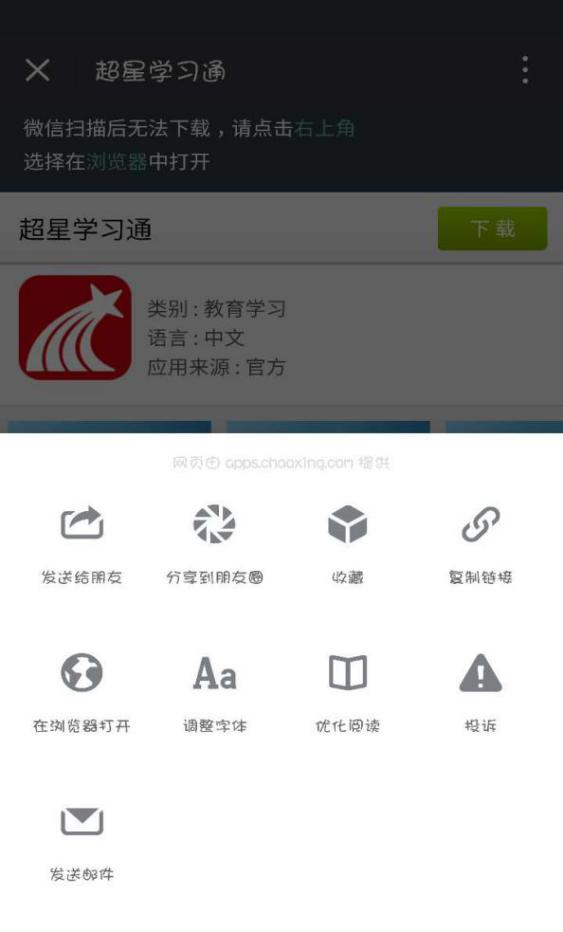 超星学习通
微信扫描后无法下载，请点击右上角
选择在浏览器中打开
超星学习通
下载
类别：教育学习
语言：中文
应用来源：官方
网页由 apps.chaoxing.com 提供
发送给朋友
分享到朋友圈
收藏
复制链接
在浏览器打开
Aa
调整字体
优化阅读
投诉
发送邮件